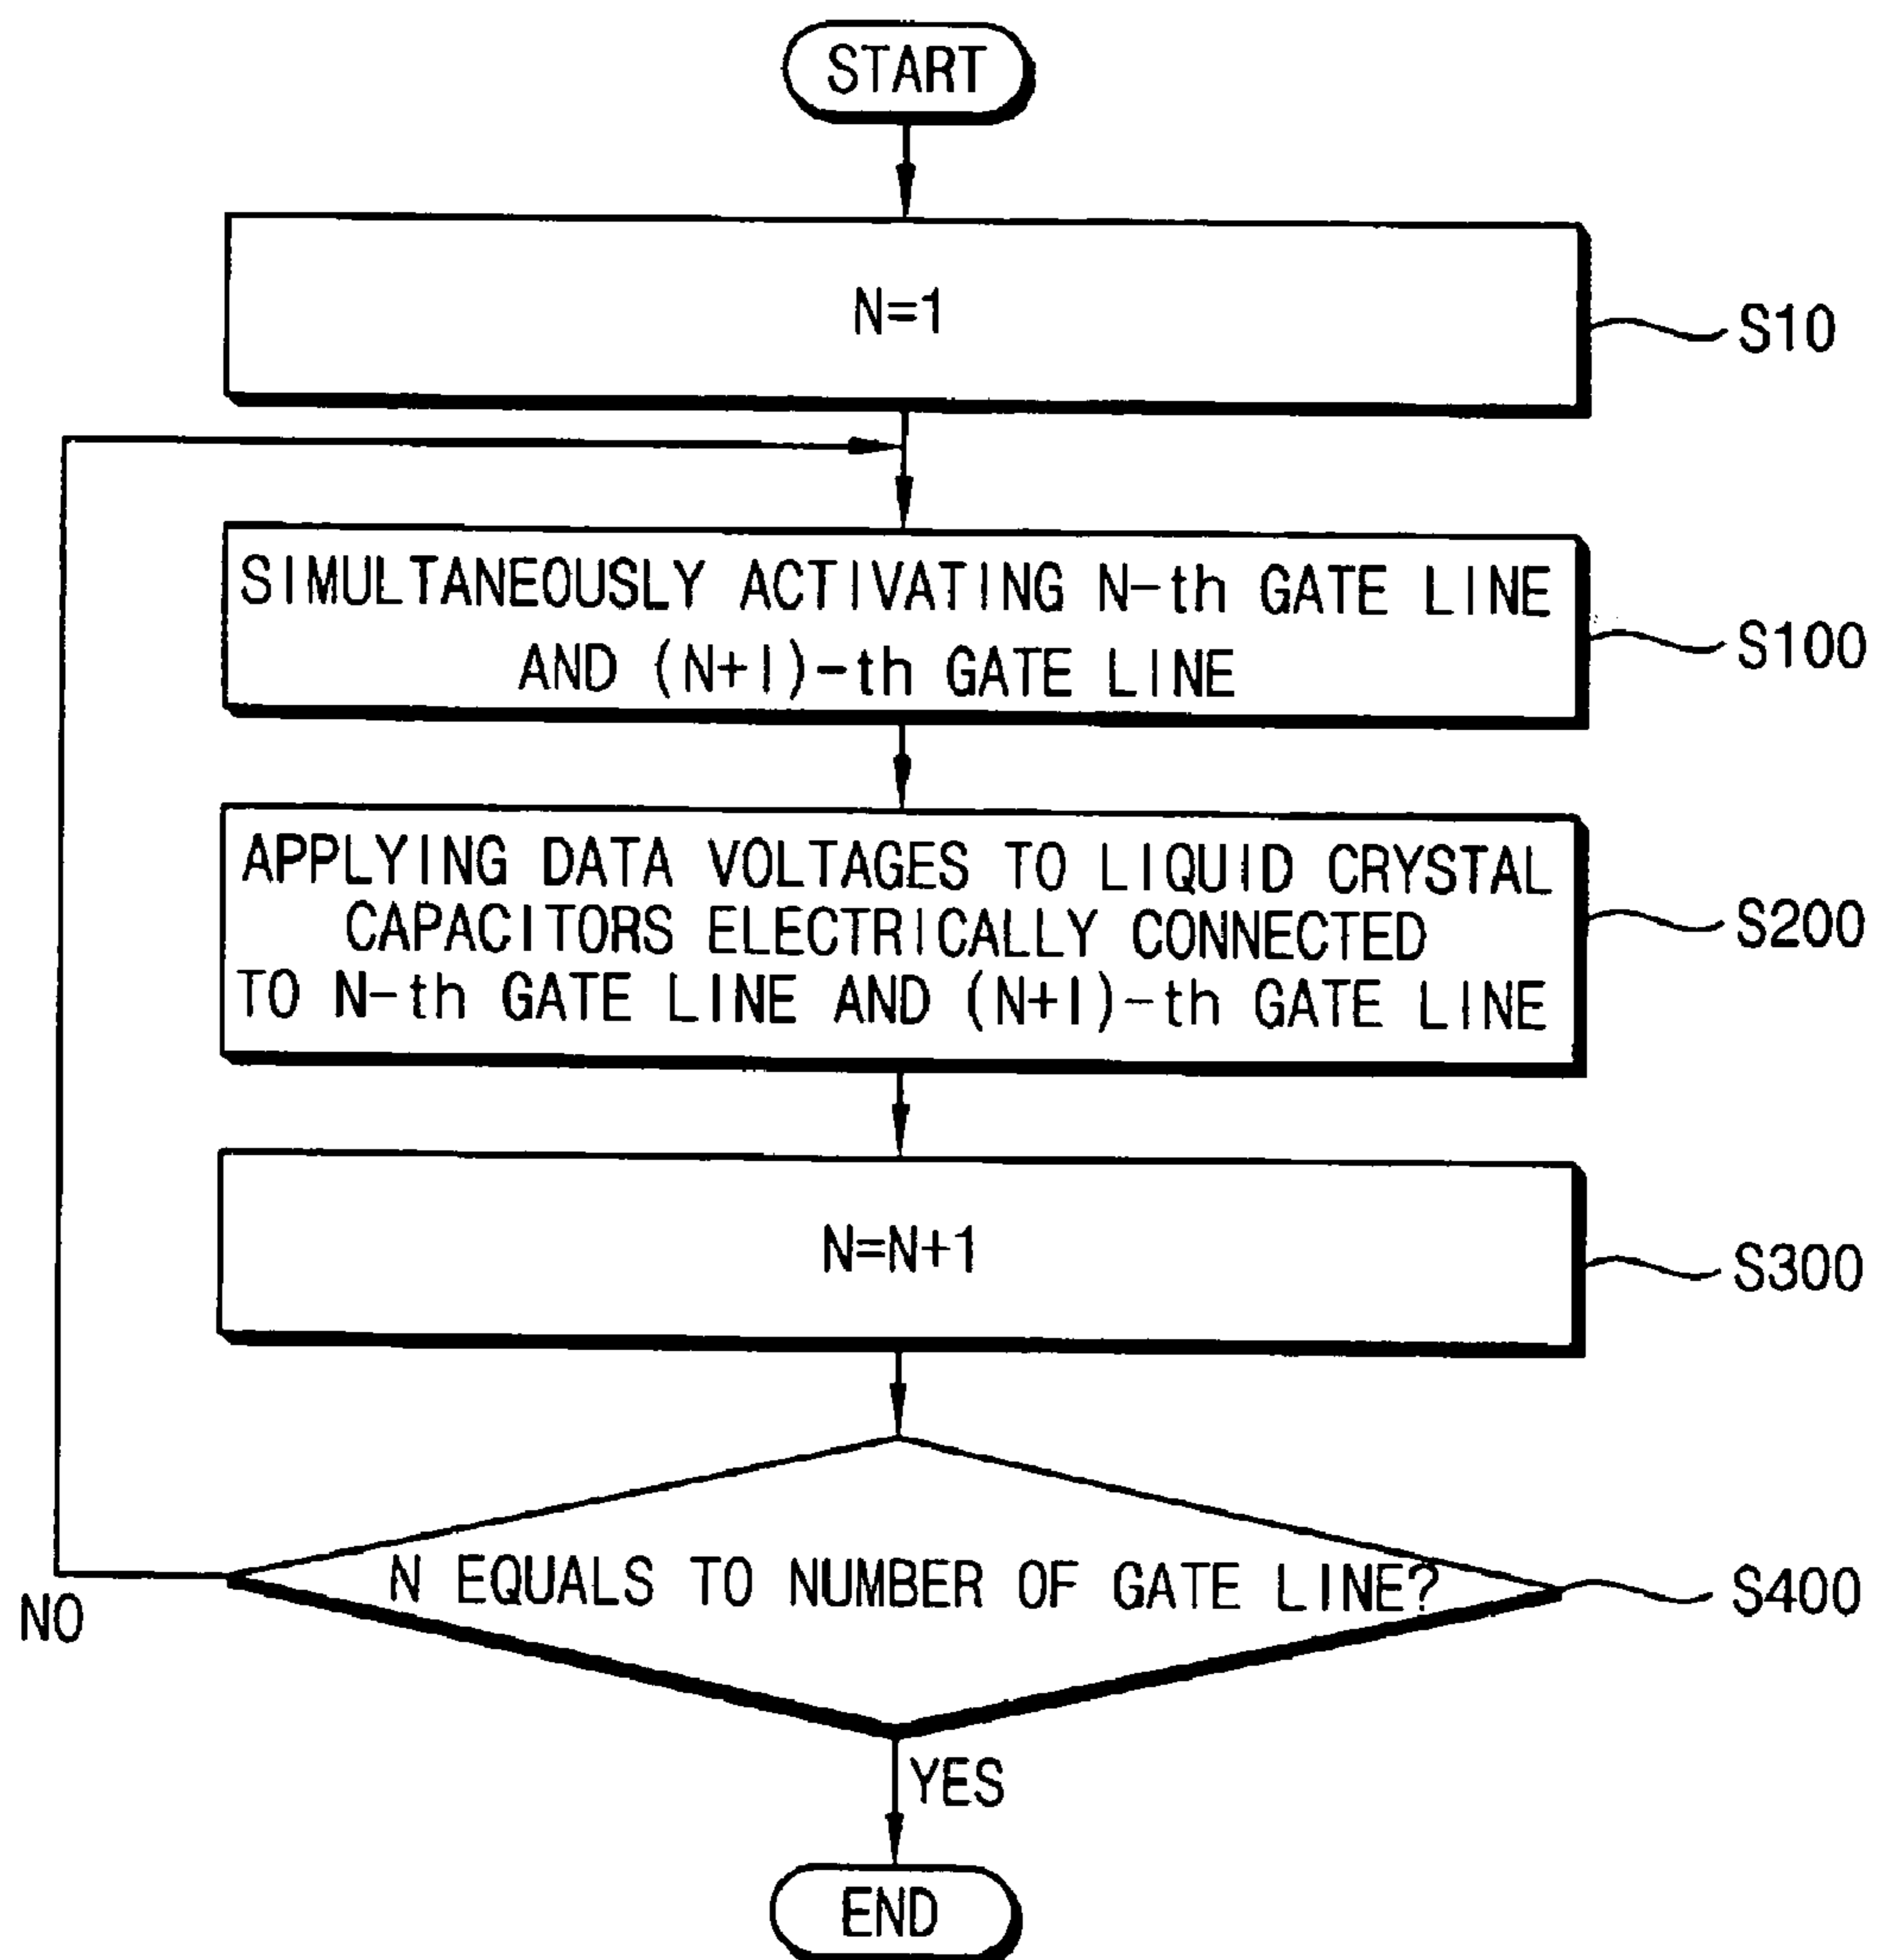 START
N=1
S10
SIMULTANEOUSLY ACTIVATING N-th GATE LINE
AND (N+1)-th GATE LINE
S100
APPLYING DATA VOLTAGES TO LIQUID CRYSTAL
CAPACITORS ELECTRICALLY CONNECTED
TO N-th GATE LINE AND (N+1)-th GATE LINE
S200
N=N+1
S300
N EQUALS TO NUMBER OF GATE LINE?
S400
NO
YES
END